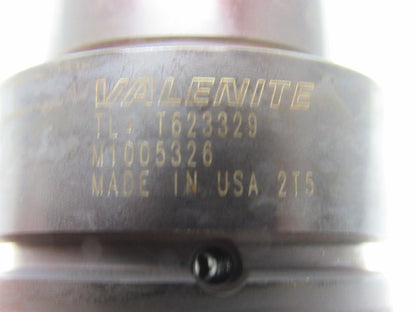 VALENITE
TL. T623329
M1005326
MADE IN USA 2T5